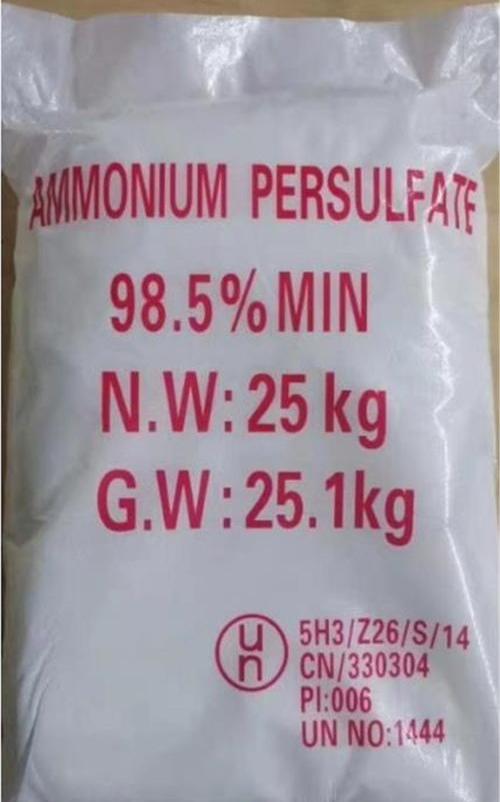 AMMONIUM PERSULFATE
98.5% MIN
N.W: 25 kg
G.W: 25.1kg
un
5H3/Z26/S/14
CN/330304
PI:006
UN NO:1444